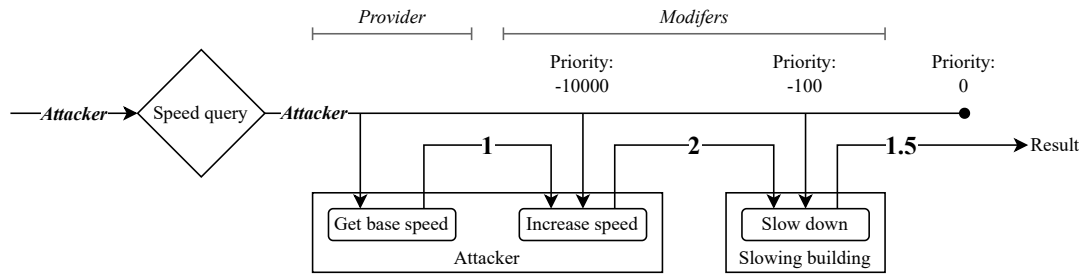 Provider
Modifers
Priority:
-10000
Priority:
-100
Priority:
0
Attacker
Speed query
Attacker
1
2
1.5
Result
Get base speed
Increase speed
Slow down
Attacker
Slowing building